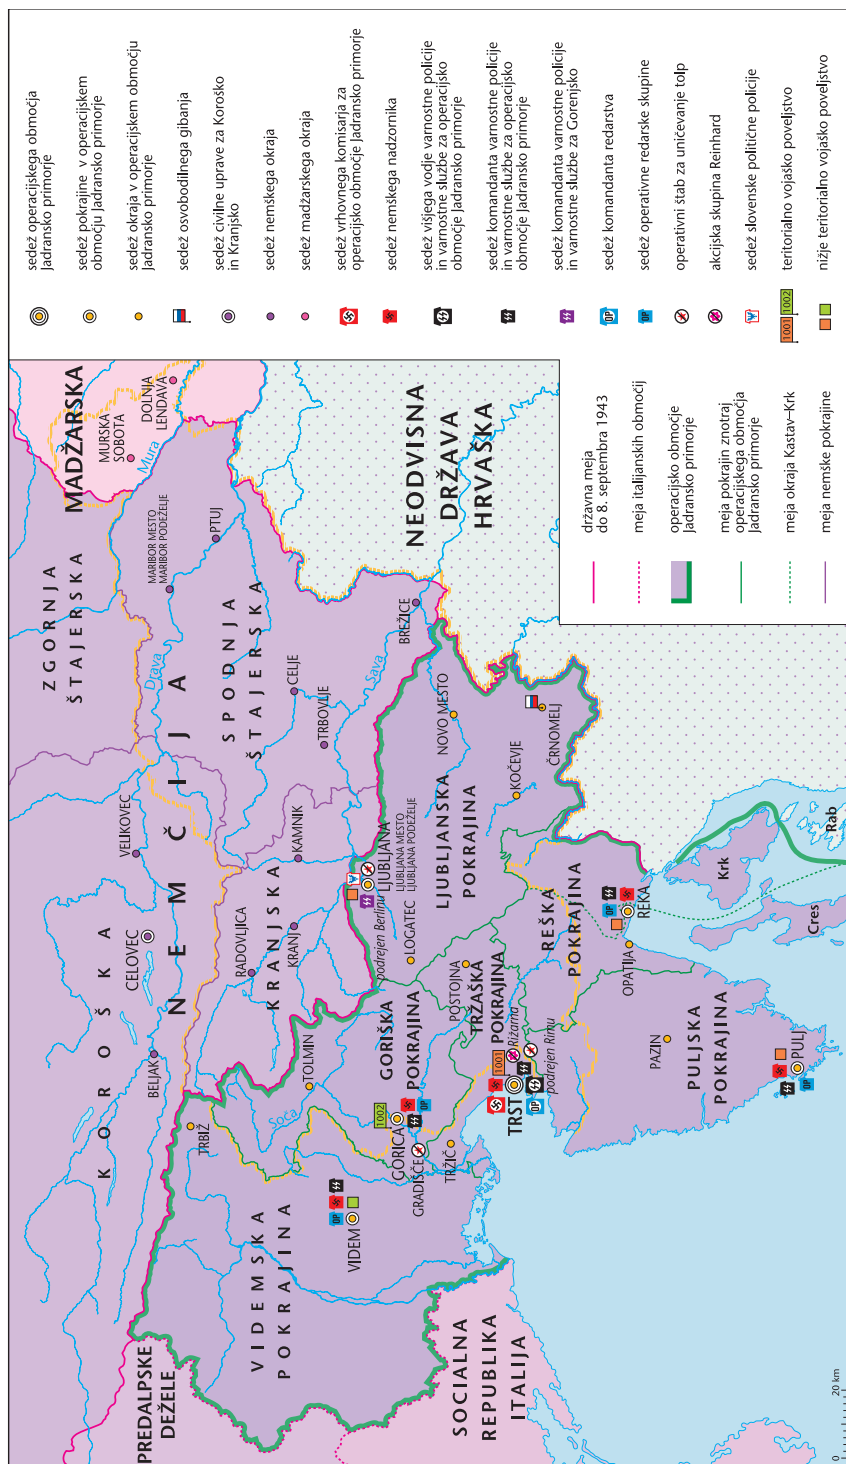 sedež operacijskega območja
Jadransko primorje
sedež pokrajine v operacijskem
območju Jadransko primorje
sedež okraja v operacijskem območju
Jadransko primorje
sedež osvobodilnega gibanja
sedež civilne uprave za Koroško
in Kranjsko
sedež nemškega okraja
sedež madžarskega okraja
sedež vrhovnega komisarja za
operacijsko območje Jadransko primorje
sedež nemškega nadzornika
sedež višjega vodje varnostne policije
in varnostne službe za operacijsko
območje Jadransko primorje
sedež komandanta varnostne policije
in varnostne službe za operacijsko
območje Jadransko primorje
sedež komandanta varnostne policije
in varnostne službe za Gorenjsko
OP
sedež komandanta redarstva
OP
sedež operativne redarske skupine
operativni štab za uničevanje tolp
akcijska skupina Reinhard
sedež slovenske politične policije
1001 1002
teritorialno vojaško poveljstvo
nižje teritorialno vojaško poveljstvo
državna meja
do 8. septembra 1943
meja italijanskih območij
operacijsko območje
Jadransko primorje
meja pokrajin znotraj
operacijskega območja
Jadransko primorje
meja okraja Kastav–Krk
meja nemške pokrajine
MADŽARSKA
MURSKA
SOBOTA
DOLNJA
LENDAVA
Mura
ZGORNJA
ŠTAJERSKA
MARIBOR MESTO
MARIBOR PODEŽELJE
PTUJ
Drava
NEMČIJA
SPODNJA
ŠTAJERSKA
CELJE
TRBOVLJE
Sava
BREŽICE
NEODVISNA
DRŽAVA
HRVAŠKA
KOROŠKA
VELIKOVEC
CELOVEC
BELJAK
KRANJSKA
RADOVLJICA
KRANJ
KAMNIK
LJUBLJANA
LJUBLJANA MESTO
LJUBLJANA PODEŽELJE
podrejen Berlinu
LOGATEC
LJUBLJANSKA
POKRAJINA
NOVO MESTO
KOČEVJE
ČRNOMELJ
PREDALPSKE
DEŽELE
VIDEMSKA
POKRAJINA
TRBIŽ
OP
VIDEM
TOLMIN
Soča
GORIŠKA
POKRAJINA
1002
GORICA
OP
GRADIŠČE
TRŽIČ
POSTOJNA
TRŽAŠKA
POKRAJINA
1001
Rižarna
TRST
OP
podrejen Rimu
REŠKA
POKRAJINA
OP
REKA
OPATIJA
PAZIN
PULJSKA
POKRAJINA
PULJ
OP
Krk
Cres
Rab
SOCIALNA
REPUBLIKA
ITALIJA
0 20 km